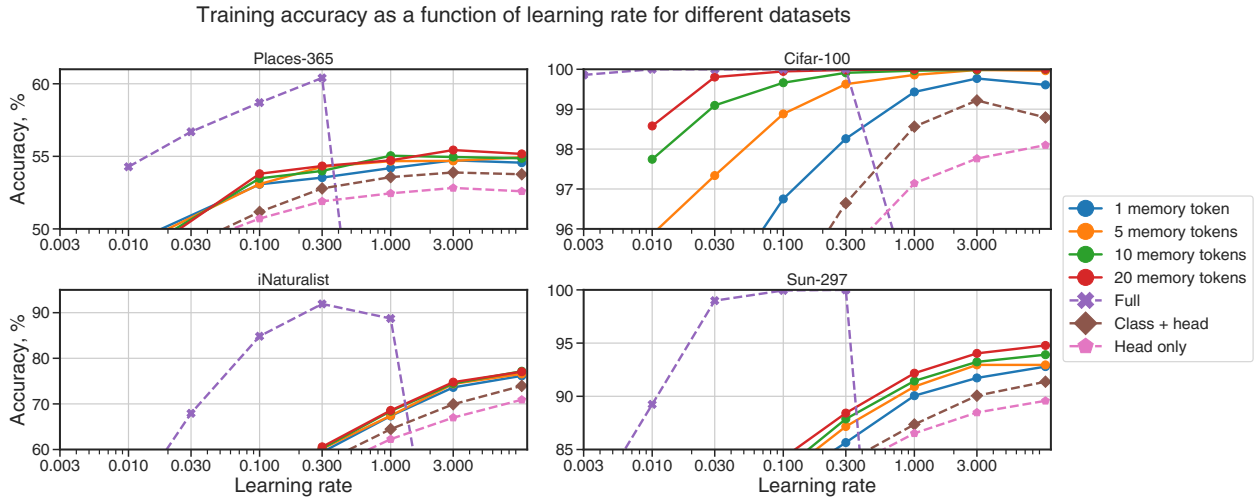 Training accuracy as a function of learning rate for different datasets
Places-365
Cifar-100
Accuracy, %
60
55
50
0.003 0.010 0.030 0.100 0.300 1.000 3.000
100
99
98
97
96
0.003 0.010 0.030 0.100 0.300 1.000 3.000
iNaturalist
Sun-297
Accuracy, %
90
80
70
60
0.003 0.010 0.030 0.100 0.300 1.000 3.000
Learning rate
100
95
90
85
0.003 0.010 0.030 0.100 0.300 1.000 3.000
Learning rate
1 memory token
5 memory tokens
10 memory tokens
20 memory tokens
Full
Class + head
Head only